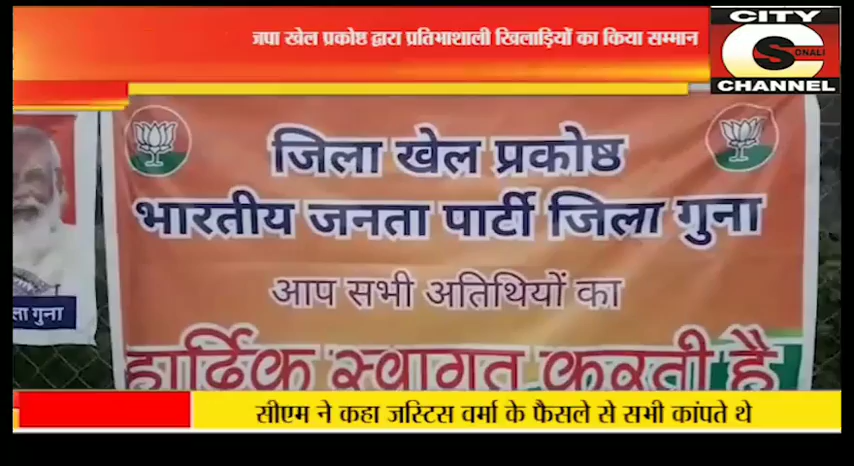 जपा खेल प्रकोष्ठ द्वारा प्रतिभाशाली खिलाड़ियों का किया सम्मान
CITY
SONALI
CHANNEL
जिला खेल प्रकोष्ठ
भारतीय जनता पार्टी जिला गुना
आप सभी अतिथियों का
ला गुना
हार्दिक स्वागत करती है
सीएम ने कहा जस्टिस वर्मा के फैसले से सभी कांपते थे